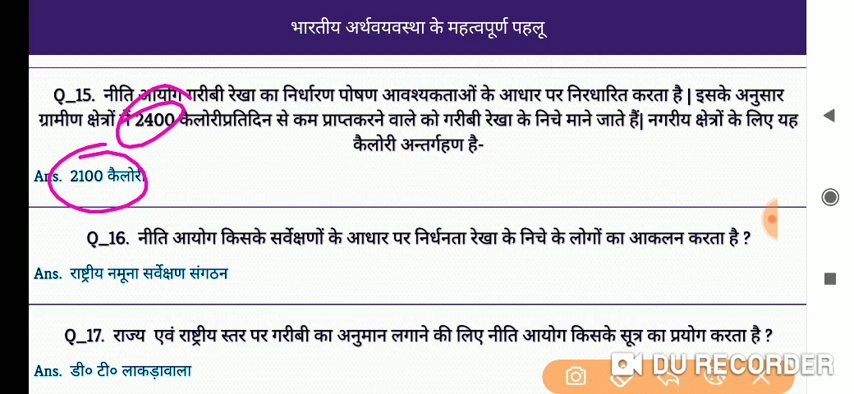 भारतीय अर्थवयवस्था के महत्वपूर्ण पहलू
Q_15. नीति आयोग गरीबी रेखा का निर्धारण पोषण आवश्यकताओं के आधार पर निरधारित करता है | इसके अनुसार
ग्रामीण क्षेत्रों में 2400 कैलोरीप्रतिदिन से कम प्राप्तकरने वाले को गरीबी रेखा के निचे माने जाते हैं| नगरीय क्षेत्रों के लिए यह
कैलोरी अन्तर्गहण है-
Ans. 2100 कैलोरी
Q_16. नीति आयोग किसके सर्वेक्षणों के आधार पर निर्धनता रेखा के निचे के लोगों का आकलन करता है ?
Ans. राष्ट्रीय नमूना सर्वेक्षण संगठन
Q_17. राज्य एवं राष्ट्रीय स्तर पर गरीबी का अनुमान लगाने की लिए नीति आयोग किसके सूत्र का प्रयोग करता है ?
Ans. डी० टी० लाकड़ावाला
DU RECORDER